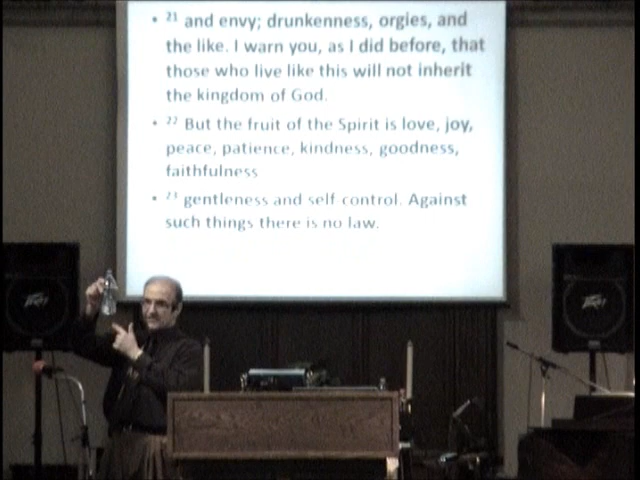 • 21 and envy; drunkenness, orgies, and
the like. I warn you, as I did before, that
those who live like this will not inherit
the kingdom of God.
• 22 But the fruit of the Spirit is love, joy,
peace, patience, kindness, goodness,
faithfulness
• 23 gentleness and self control. Against
such things there is no law.
PEAVEY
PEAVEY